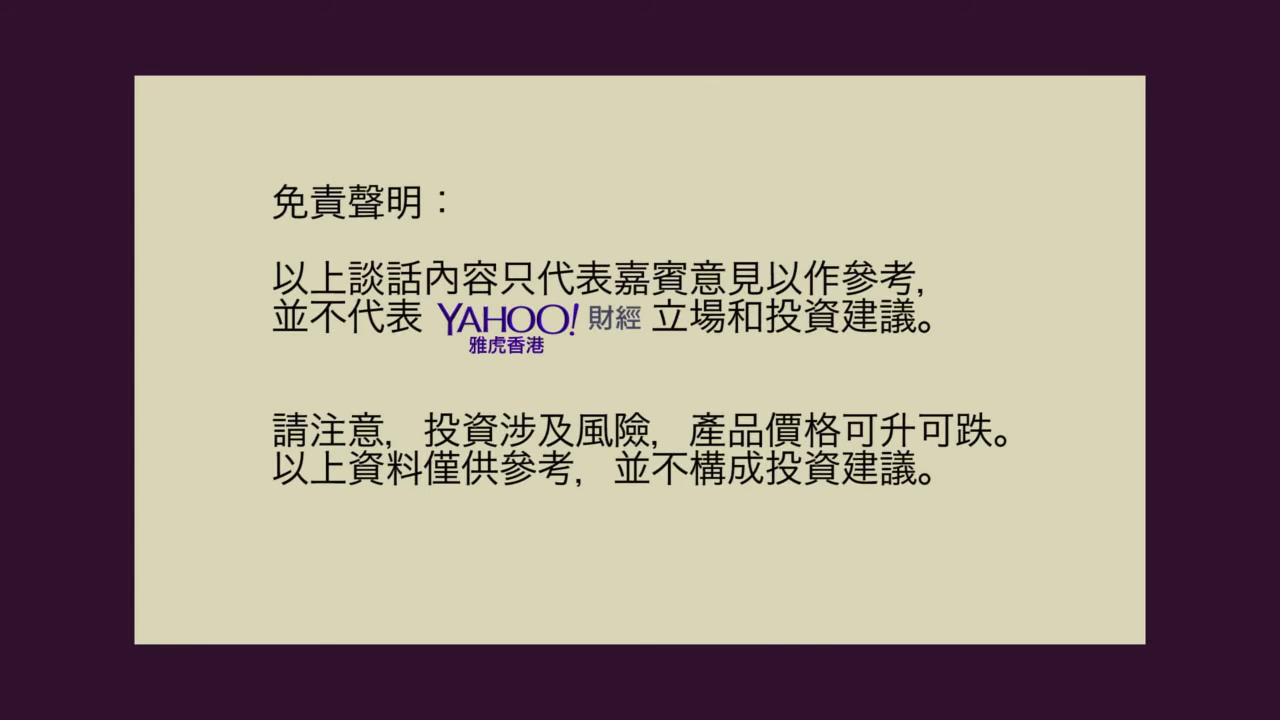 免責聲明：
以上談話內容只代表嘉賓意見以作參考,
並不代表 YAHOO! 財經 立場和投資建議。
雅虎香港
請注意, 投資涉及風險, 產品價格可升可跌。
以上資料僅供參考, 並不構成投資建議。